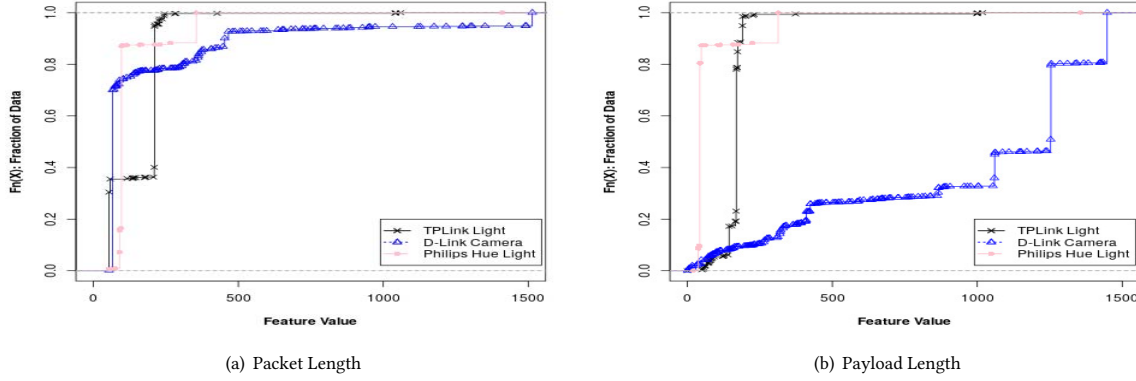 Fn(X): Fraction of Data
1.0
0.8
0.6
0.4
0.2
0.0
TPLink Light
D-Link Camera
Philips Hue Light
0 500 1000 1500
Feature Value
(a) Packet Length
Fn(X): Fraction of Data
1.0
0.8
0.6
0.4
0.2
0.0
TPLink Light
D-Link Camera
Philips Hue Light
0 500 1000 1500
Feature Value
(b) Payload Length